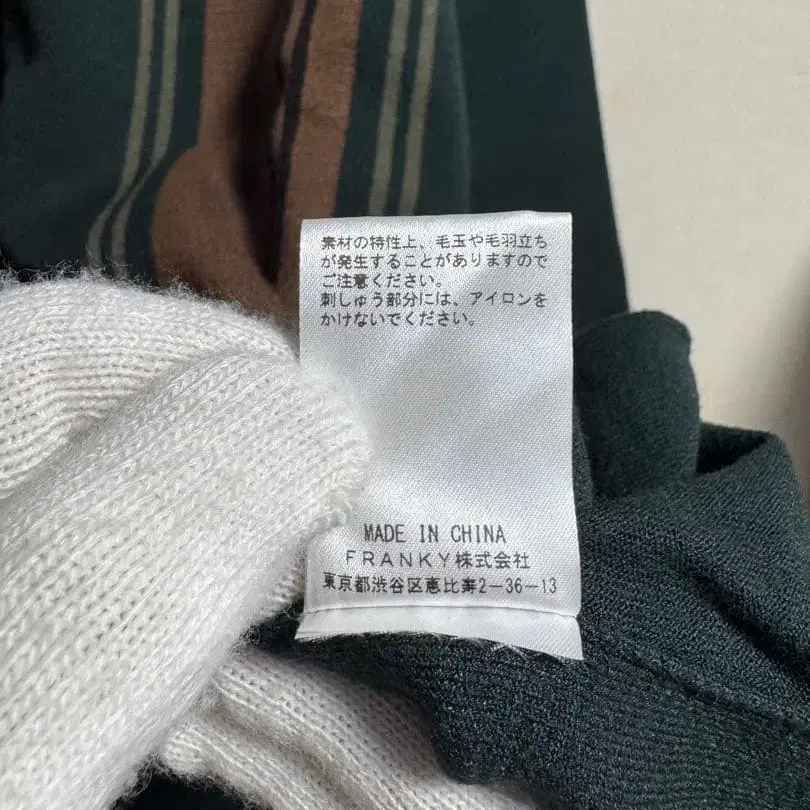 素材の特性上、毛玉や毛羽立ち
が発生することがありますので
ご注意ください。
刺しゅう部分には、アイロンを
かけないでください。
MADE IN CHINA
FRANKY株式会社
東京都渋谷区恵比寿2-36-13